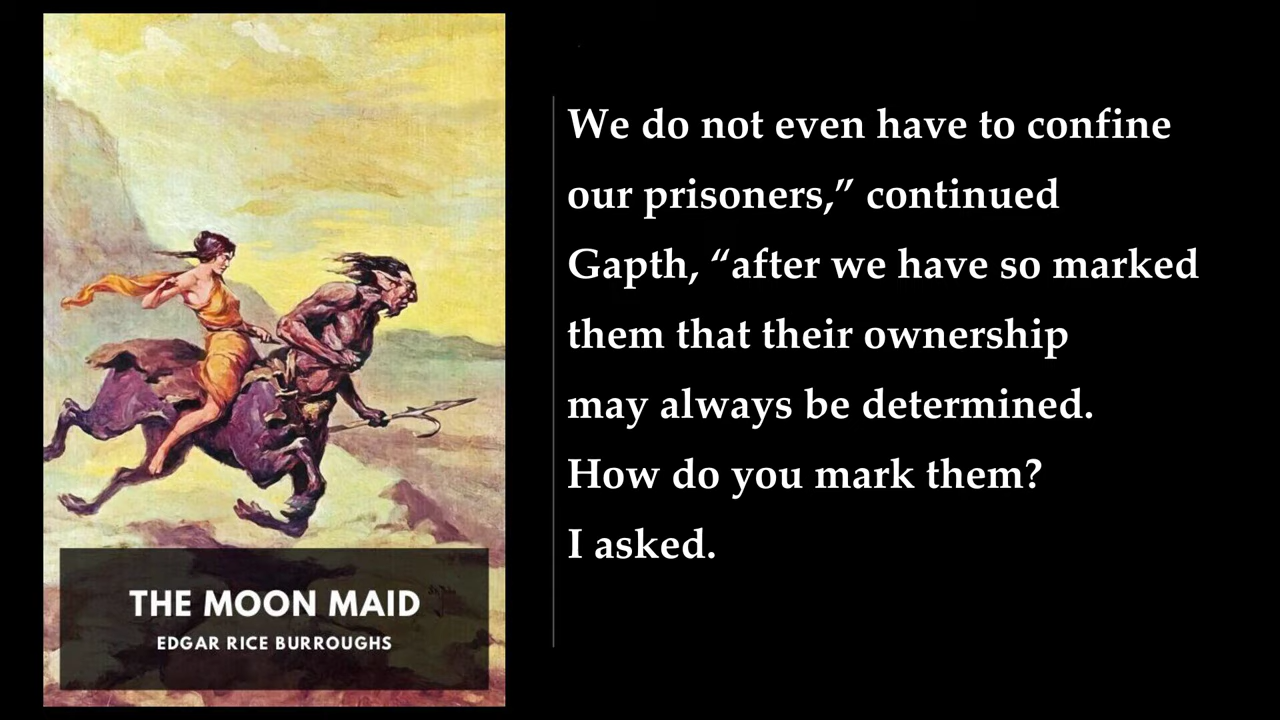 We do not even have to confine
our prisoners,” continued
Gapth, “after we have so marked
them that their ownership
may always be determined.
How do you mark them?
I asked.
THE MOON MAID
EDGAR RICE BURROUGHS